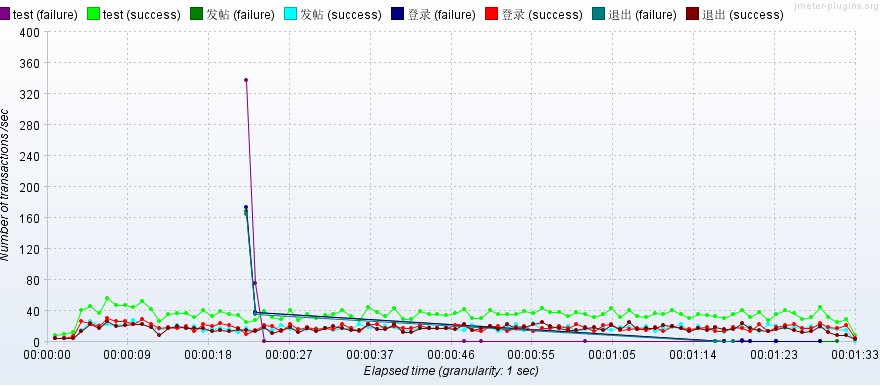 jmeter-plugins.org
test (failure) test (success) 发帖 (failure) 发帖 (success) 登录 (failure) 登录 (success) 退出 (failure) 退出 (success)
Number of transactions /sec
400
360
320
280
240
200
160
120
80
40
0
00:00:00 00:00:09 00:00:18 00:00:27 00:00:37 00:00:46 00:00:55 00:01:05 00:01:14 00:01:23 00:01:33
Elapsed time (granularity: 1 sec)